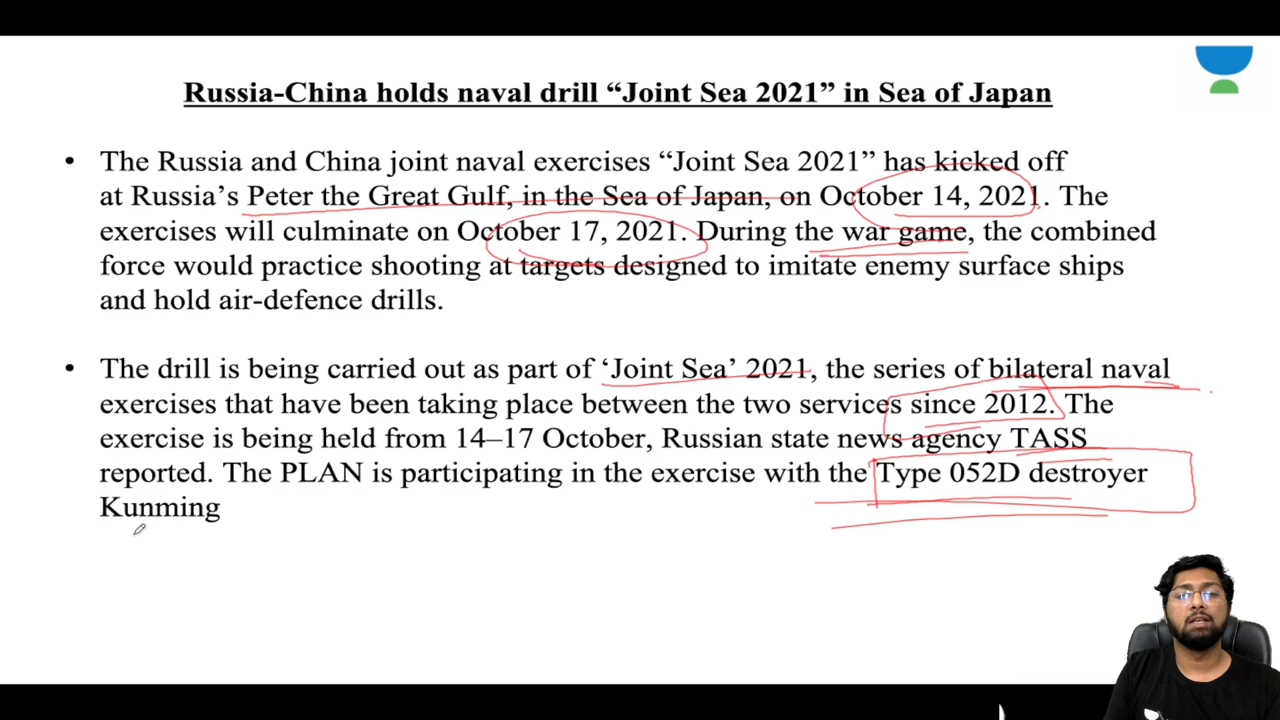 Russia-China holds naval drill “Joint Sea 2021” in Sea of Japan
• The Russia and China joint naval exercises “Joint Sea 2021” has kicked off
at Russia’s Peter the Great Gulf, in the Sea of Japan, on October 14, 2021. The
exercises will culminate on October 17, 2021. During the war game, the combined
force would practice shooting at targets designed to imitate enemy surface ships
and hold air-defence drills.
• The drill is being carried out as part of ‘Joint Sea’ 2021, the series of bilateral naval
exercises that have been taking place between the two services since 2012. The
exercise is being held from 14–17 October, Russian state news agency TASS
reported. The PLAN is participating in the exercise with the Type 052D destroyer
Kunming